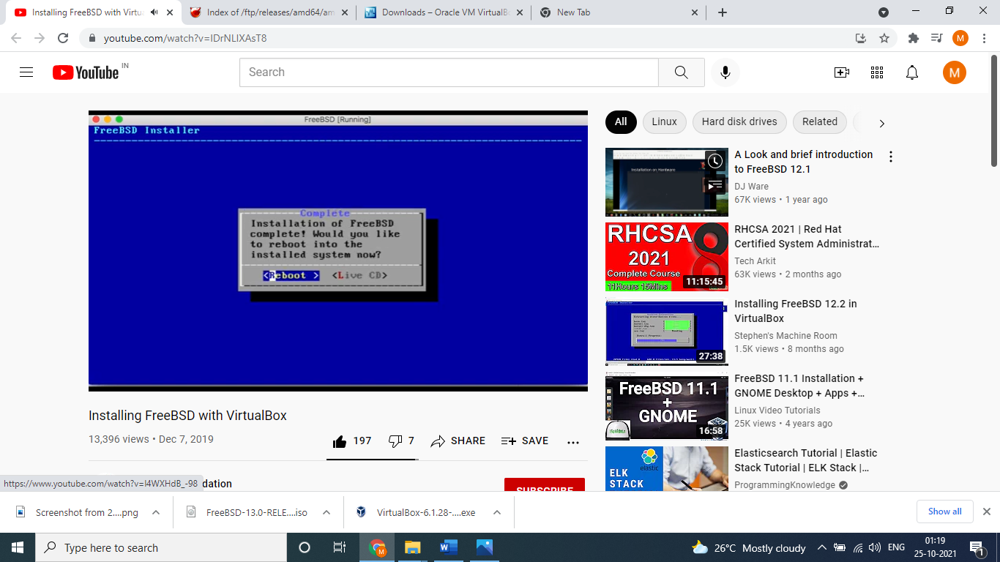 Installing FreeBSD with Virtua
Index of /ftp/releases/amd64/am
Downloads – Oracle VM VirtualB
New Tab
youtube.com/watch?v=IDrNLIXAsT8
M
YouTube IN
Search
M
FreeBSD [Running]
FreeBSD Installer
Complete
Installation of FreeBSD
complete! Would you like
to reboot into the
installed system now?
<Reboot > <Live CD>
Installing FreeBSD with VirtualBox
13,396 views • Dec 7, 2019
197 7 SHARE SAVE
dation
SUBSCRIBE
https://www.youtube.com/watch?v=I4WXHdB_-98
All Linux Hard disk drives Related
Installation on Hardware
A Look and brief introduction
to FreeBSD 12.1
DJ Ware
67K views • 1 year ago
RHCSA 8
2021
Complete Course
11Hours 15Mins
11:15:45
RHCSA 2021 | Red Hat
Certified System Administrat...
Tech Arkit
63K views • 2 months ago
27:38
Installing FreeBSD 12.2 in
VirtualBox
Stephen's Machine Room
1.5K views • 8 months ago
FreeBSD 11.1
+
GNOME
16:58
FreeBSD 11.1 Installation +
GNOME Desktop + Apps +...
Linux Video Tutorials
25K views • 4 years ago
elastic
ELK
STACK
Elasticsearch Tutorial | Elastic
Stack Tutorial | ELK Stack |...
ProgrammingKnowledge
Screenshot from 2....png
FreeBSD-13.0-RELE....iso
VirtualBox-6.1.28-....exe
Show all
Type here to search
26°C Mostly cloudy
ENG
01:19
25-10-2021
1